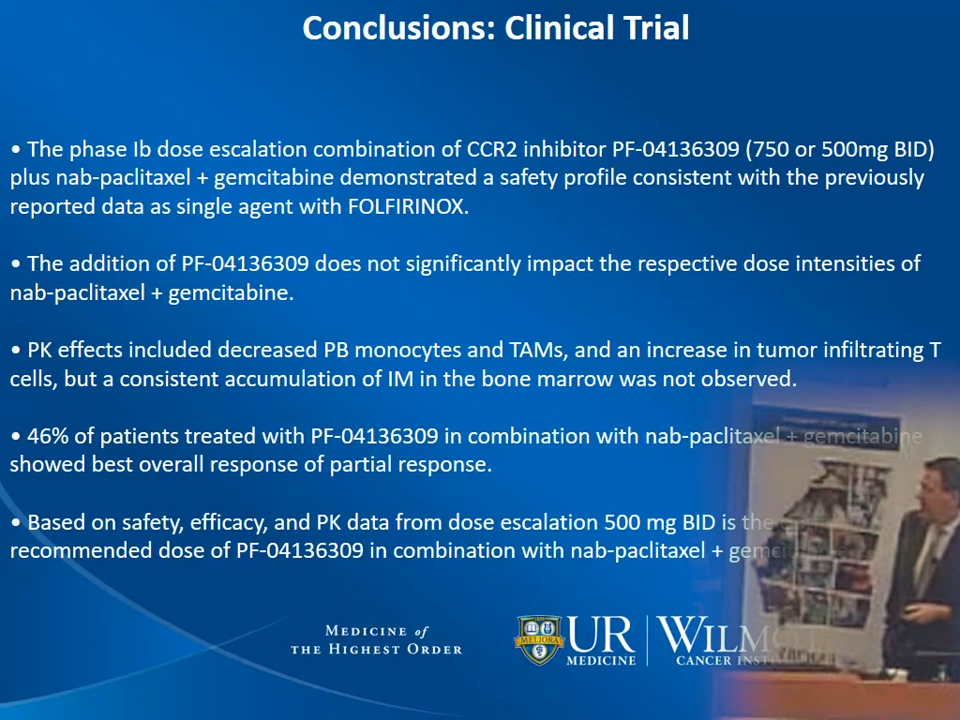 Conclusions: Clinical Trial
• The phase Ib dose escalation combination of CCR2 inhibitor PF-04136309 (750 or 500mg BID)
plus nab-paclitaxel + gemcitabine demonstrated a safety profile consistent with the previously
reported data as single agent with FOLFIRINOX.
• The addition of PF-04136309 does not significantly impact the respective dose intensities of
nab-paclitaxel + gemcitabine.
• PK effects included decreased PB monocytes and TAMs, and an increase in tumor infiltrating T
cells, but a consistent accumulation of IM in the bone marrow was not observed.
• 46% of patients treated with PF-04136309 in combination with nab-paclitaxel + gemcitabine
showed best overall response of partial response.
• Based on safety, efficacy, and PK data from dose escalation 500 mg BID is the
recommended dose of PF-04136309 in combination with nab-paclitaxel +
MEDICINE of
THE HIGHEST ORDER
MELIORA
UR
MEDICINE
CANCER